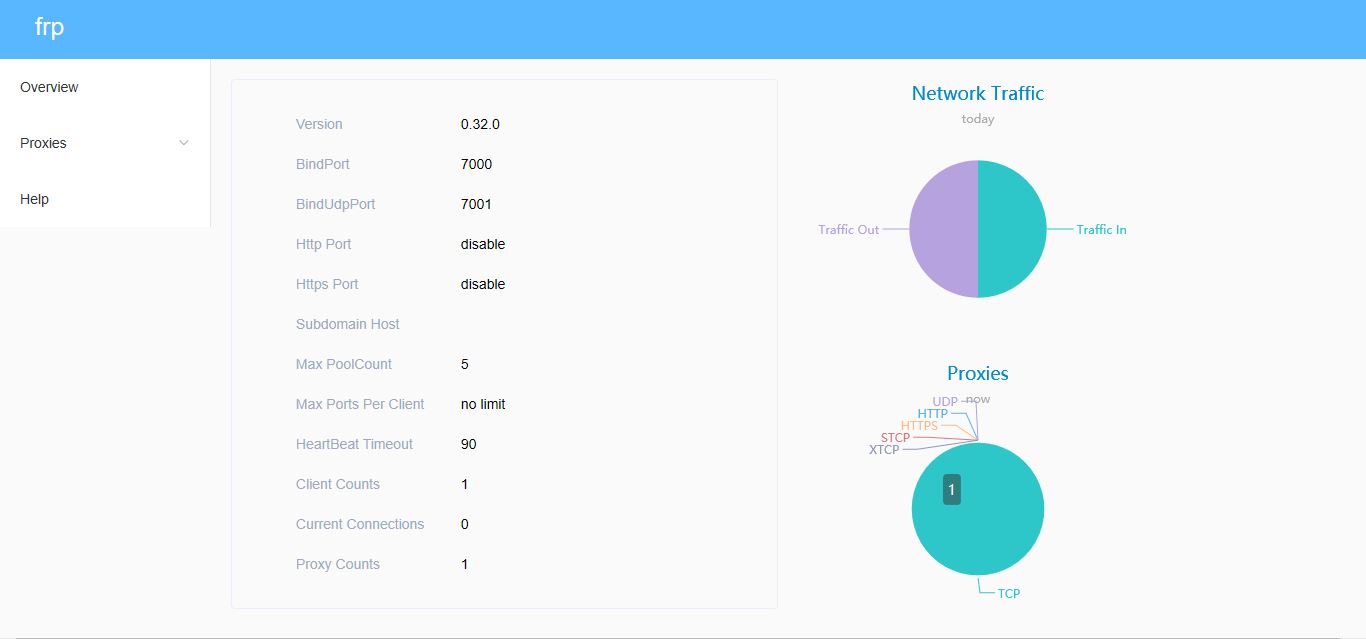 frp
Overview
Proxies
Help
Version 0.32.0
BindPort 7000
BindUdpPort 7001
Http Port disable
Https Port disable
Subdomain Host
Max PoolCount 5
Max Ports Per Client no limit
HeartBeat Timeout 90
Client Counts 1
Current Connections 0
Proxy Counts 1
Network Traffic
today
Traffic Out
Traffic In
Proxies
now
UDP
HTTP
HTTPS
STCP
XTCP
1
TCP